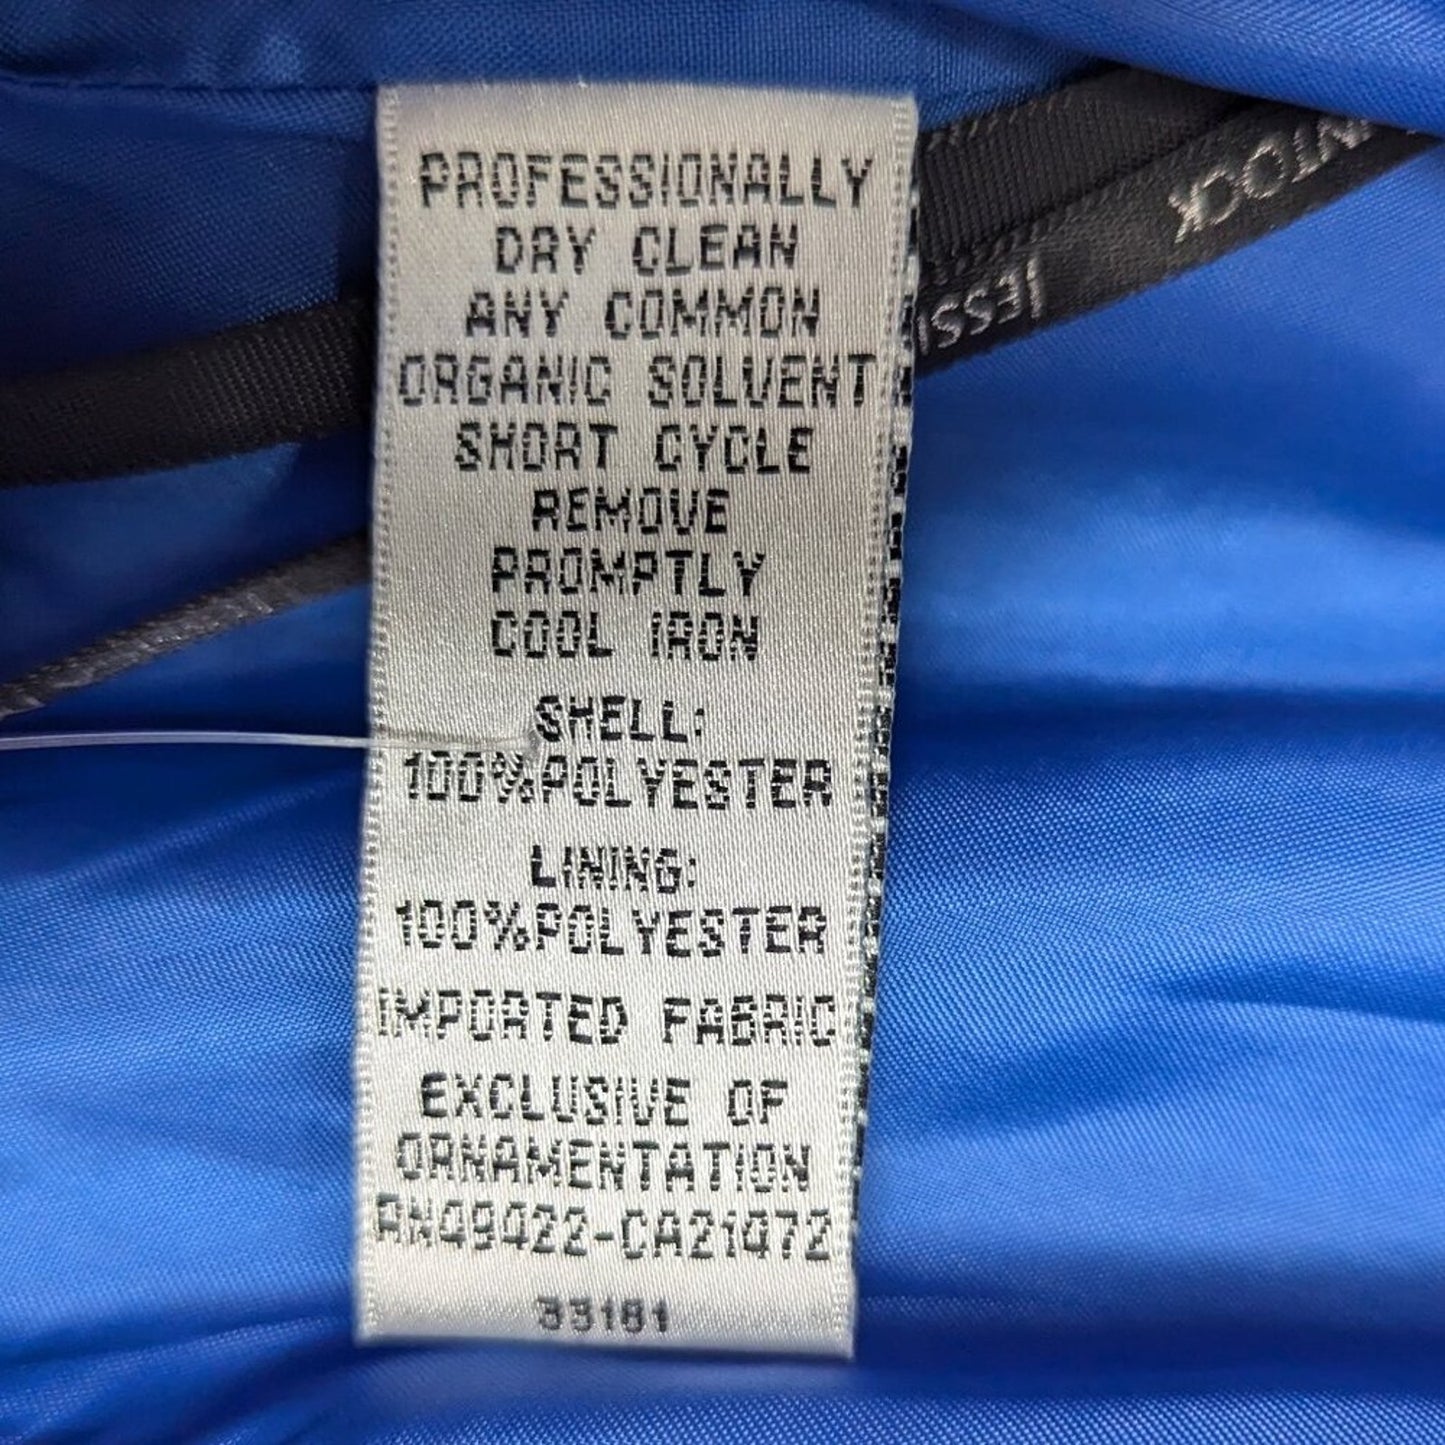 PROFESSIONALLY
DRY CLEAN
ANY COMMON
ORGANIC SOLVENT
SHORT CYCLE
REMOVE
PROMPTLY
COOL IRON
SHELL:
100%POLYESTER
LINING:
100%POLYESTER
IMPORTED FABRIC
EXCLUSIVE OF
ORNAMENTATION
RN49422-CA21472
33181